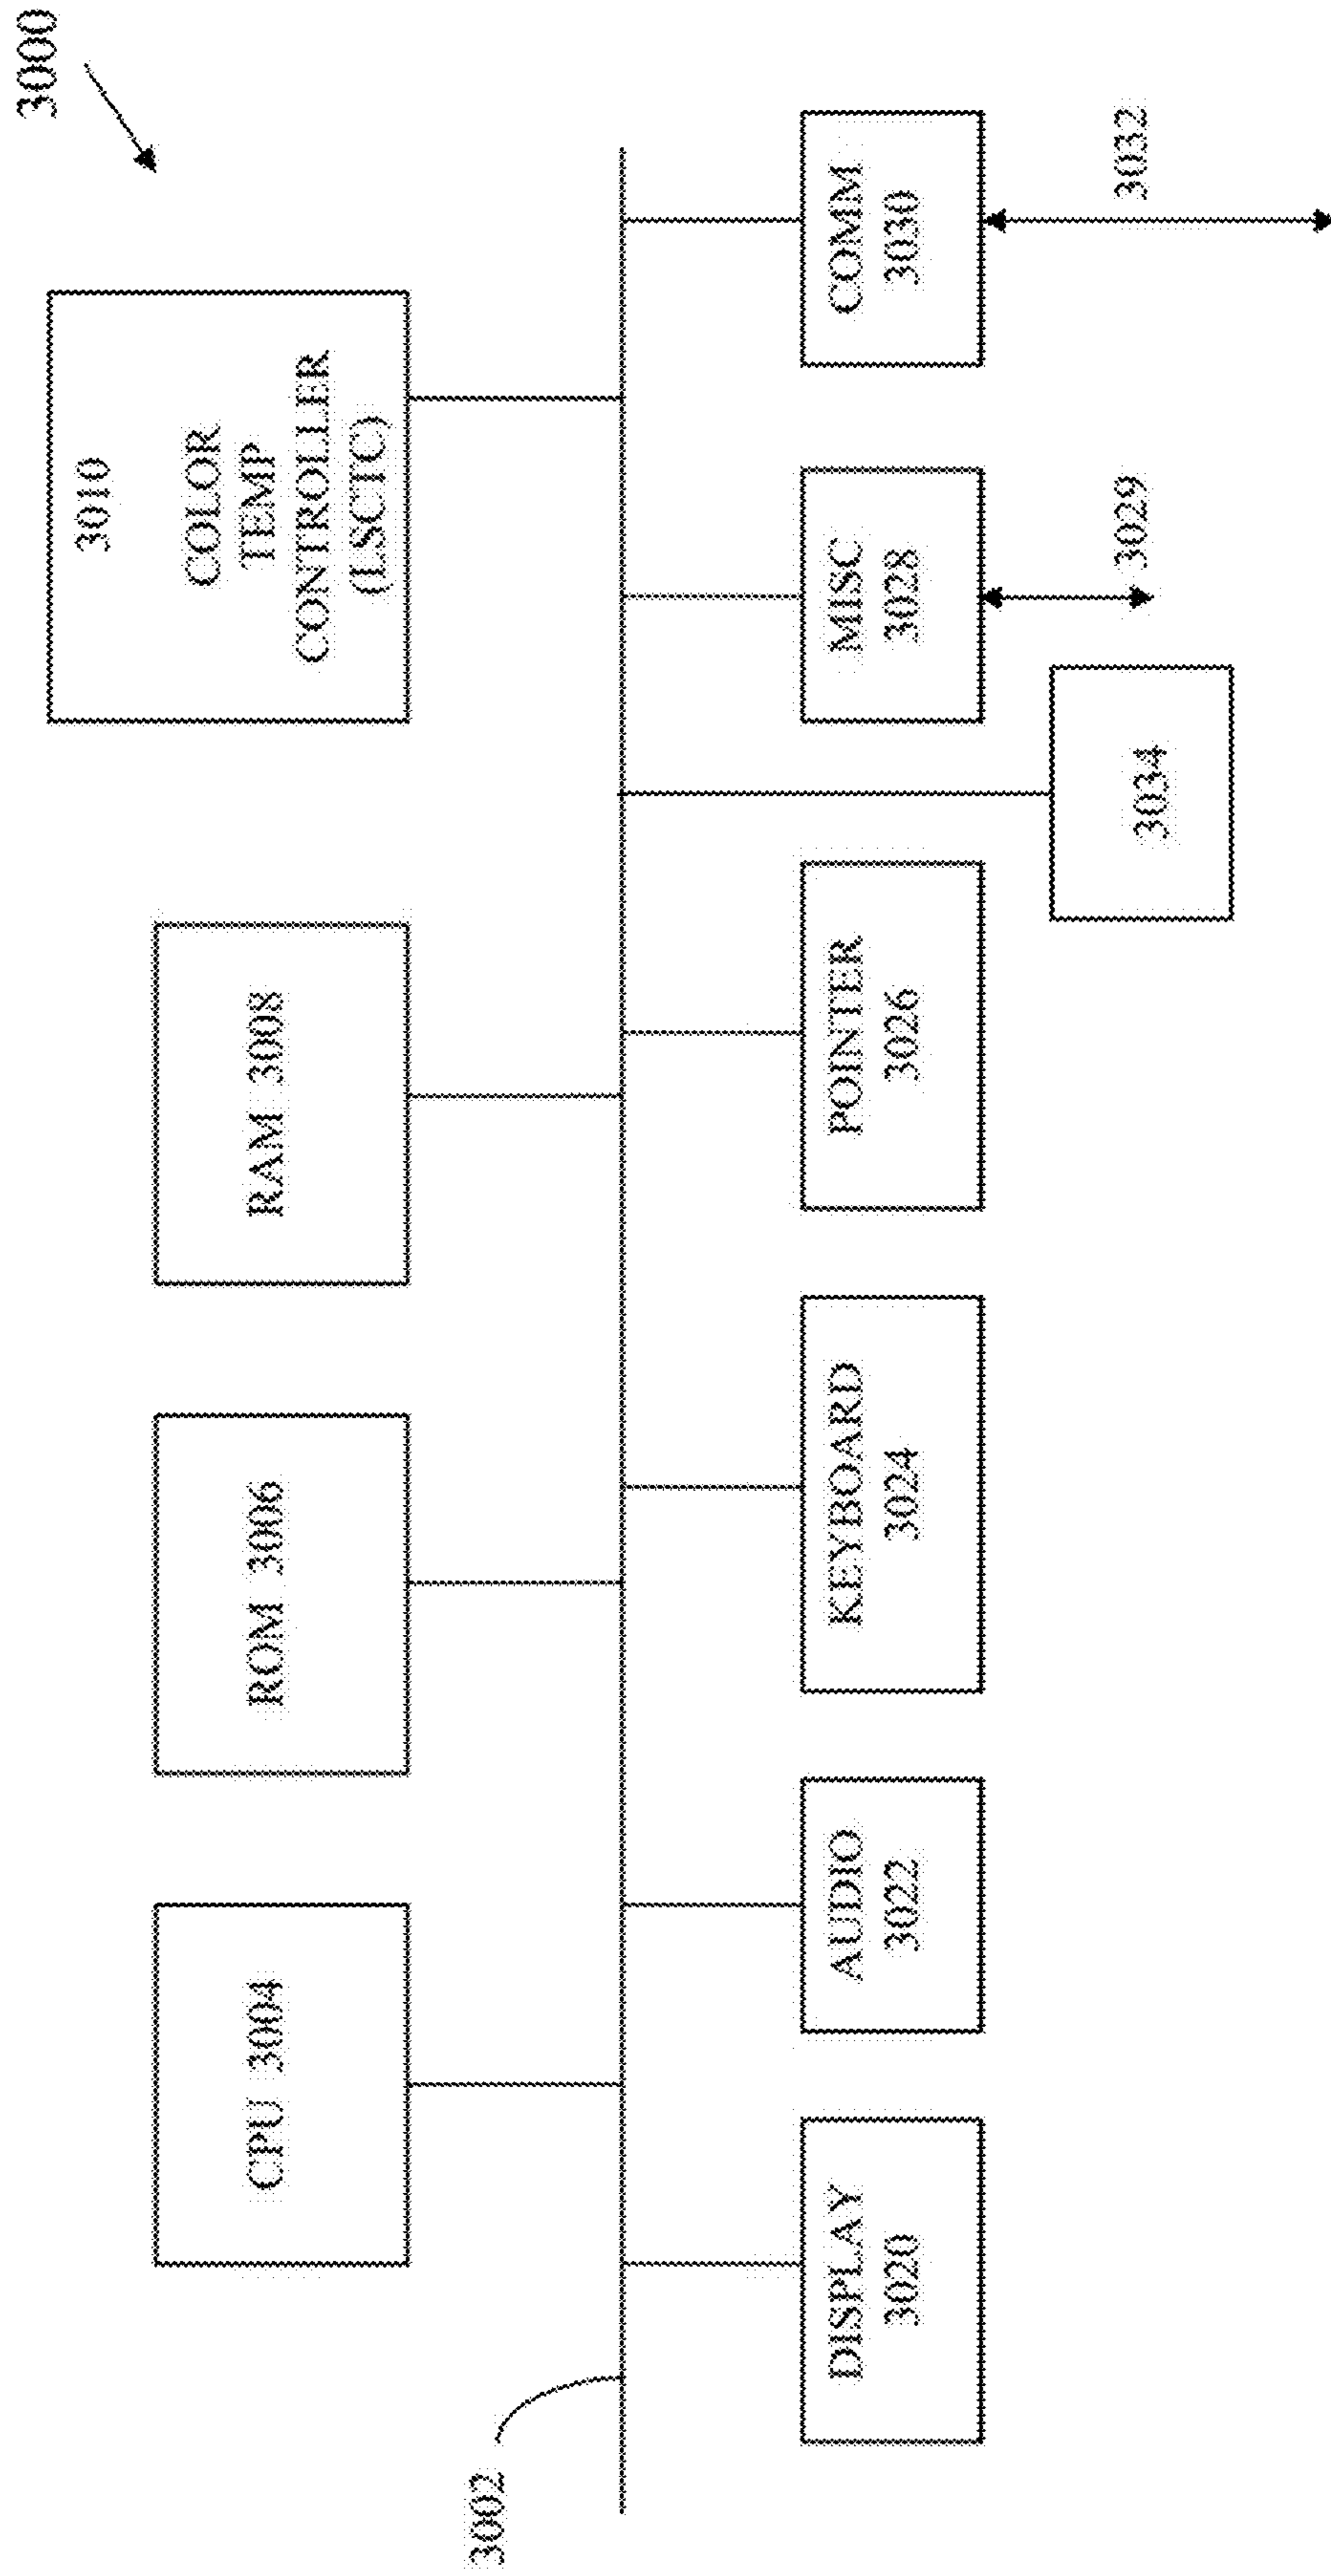 3000
3010
COLOR
TEMP
CONTROLLER
(LSCTC)
CPU 3004
ROM 3006
RAM 3008
3002
DISPLAY
3020
AUDIO
3022
KEYBOARD
3024
POINTER
3026
MISC
3028
COMM
3030
3034
3029
3032